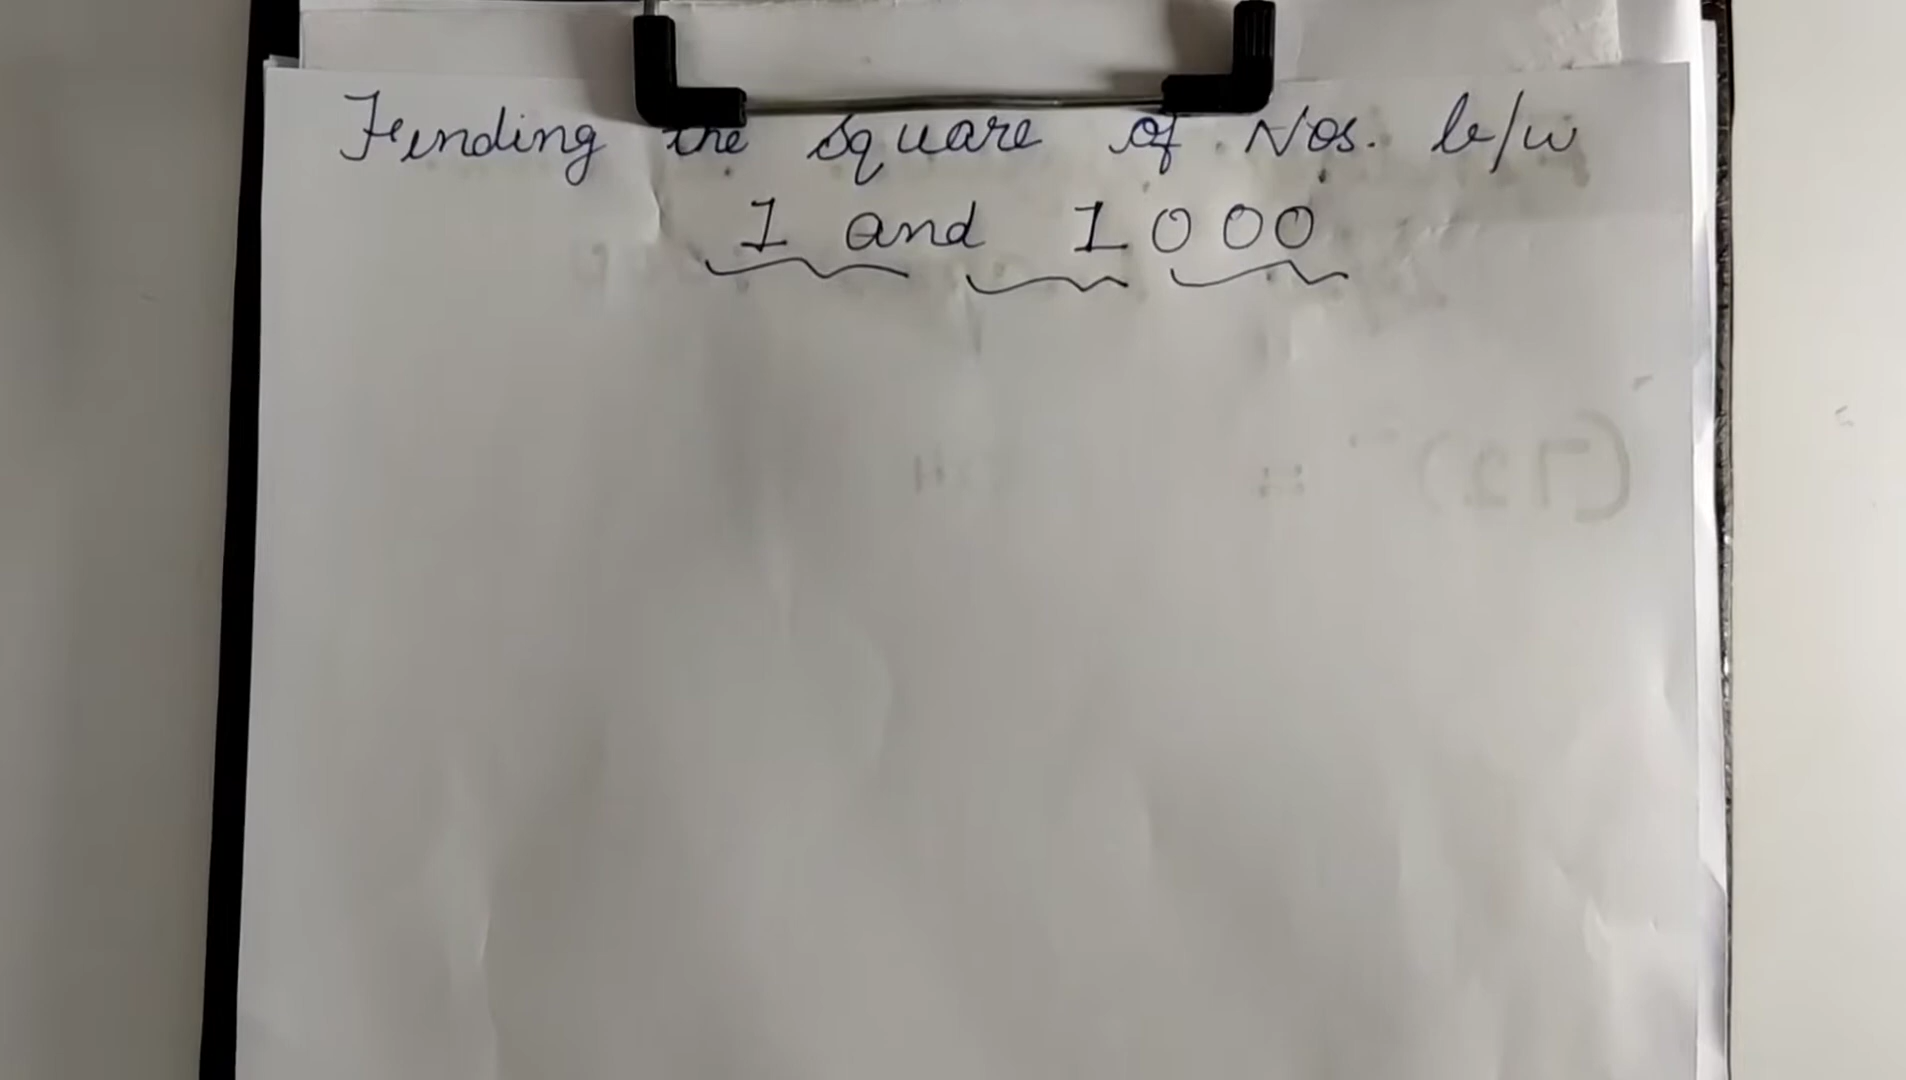 Finding the square of Nos. b/w
1 and 1000